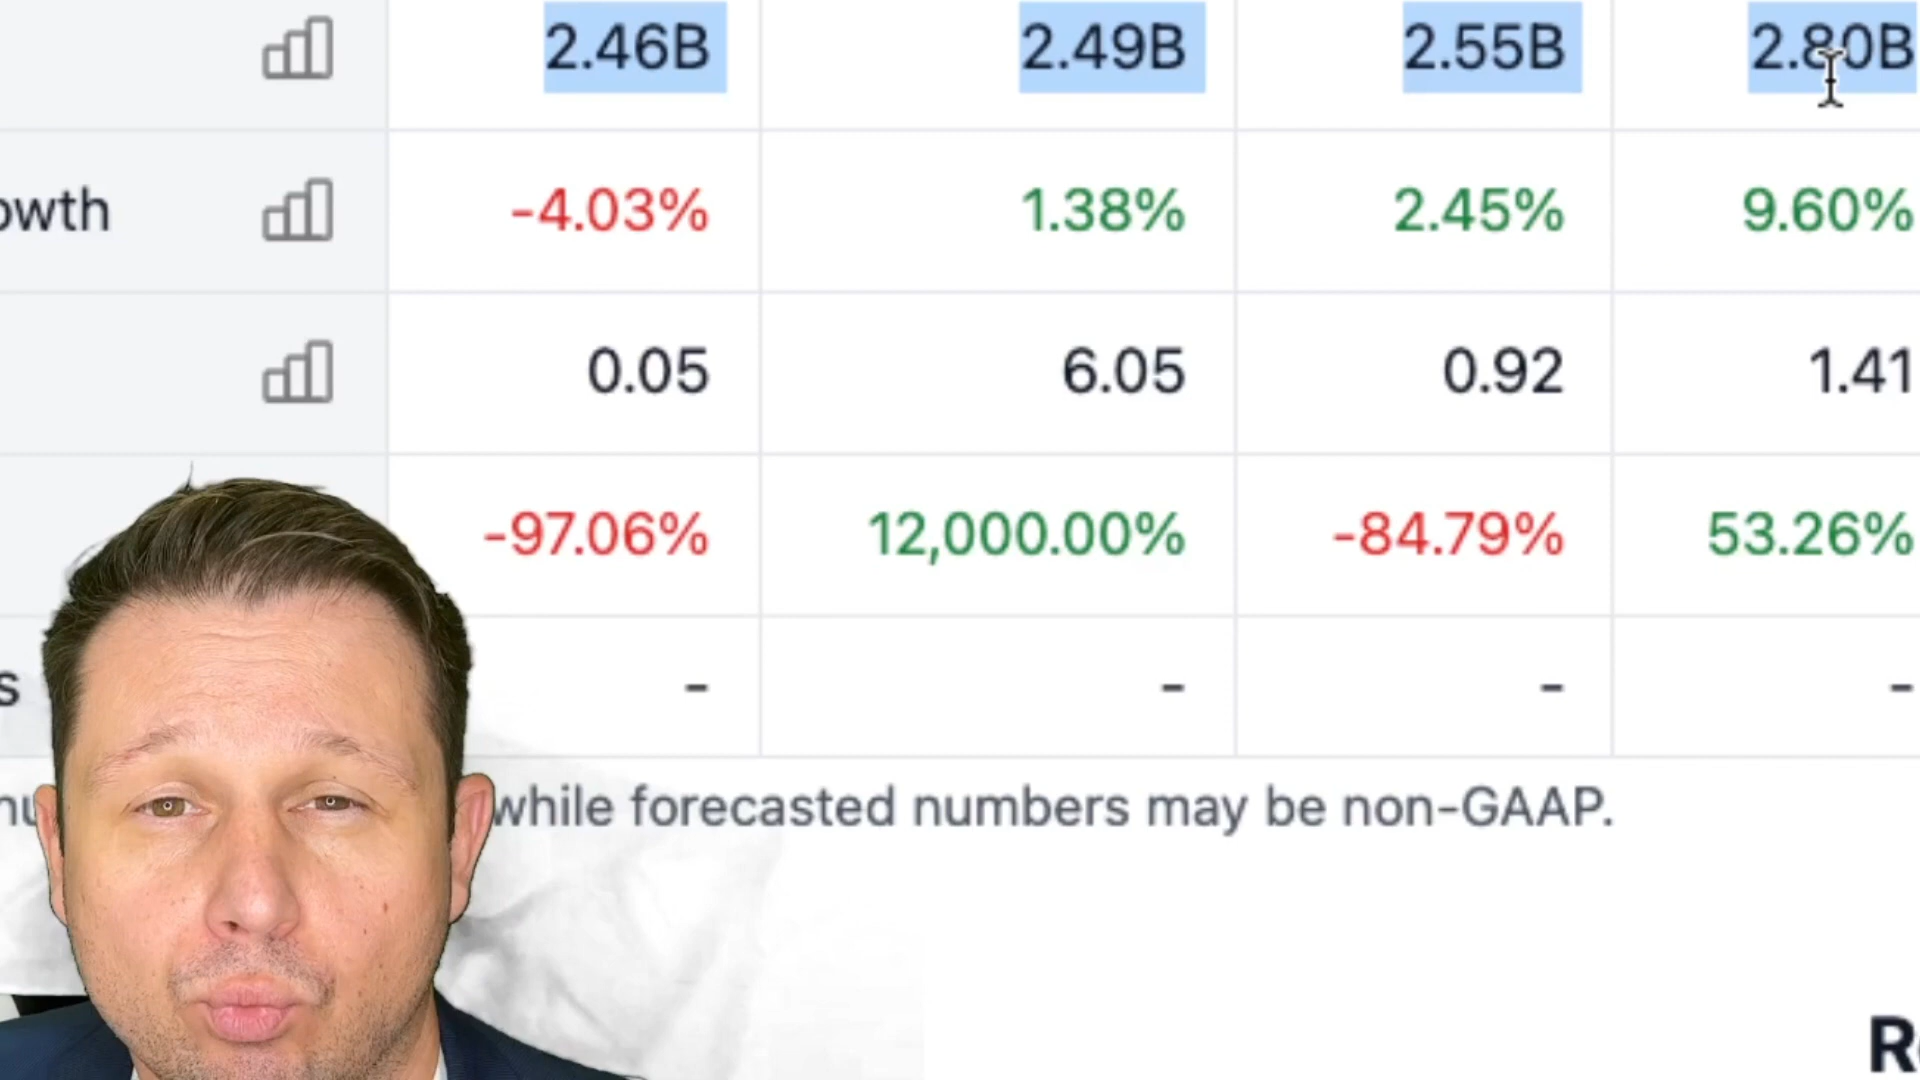 2.46B 2.49B 2.55B 2.80B
owth -4.03% 1.38% 2.45% 9.60%
0.05 6.05 0.92 1.41
-97.06% 12,000.00% -84.79% 53.26%
s - - - -
nu while forecasted numbers may be non-GAAP.
R